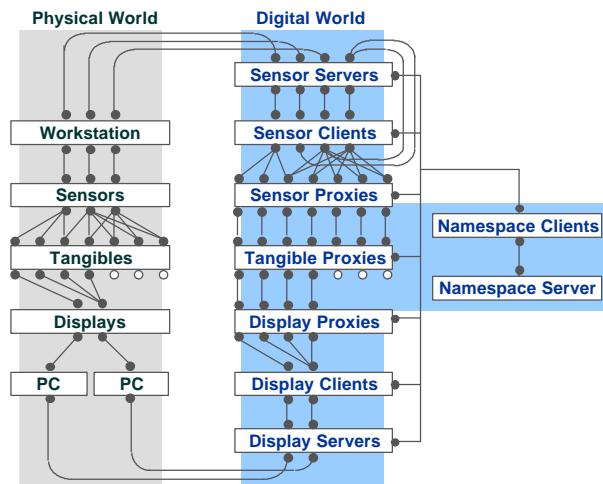 Physical World
Digital World
Sensor Servers
Workstation
Sensor Clients
Sensors
Sensor Proxies
Namespace Clients
Tangibles
Tangible Proxies
Namespace Server
Displays
Display Proxies
PC
PC
Display Clients
Display Servers